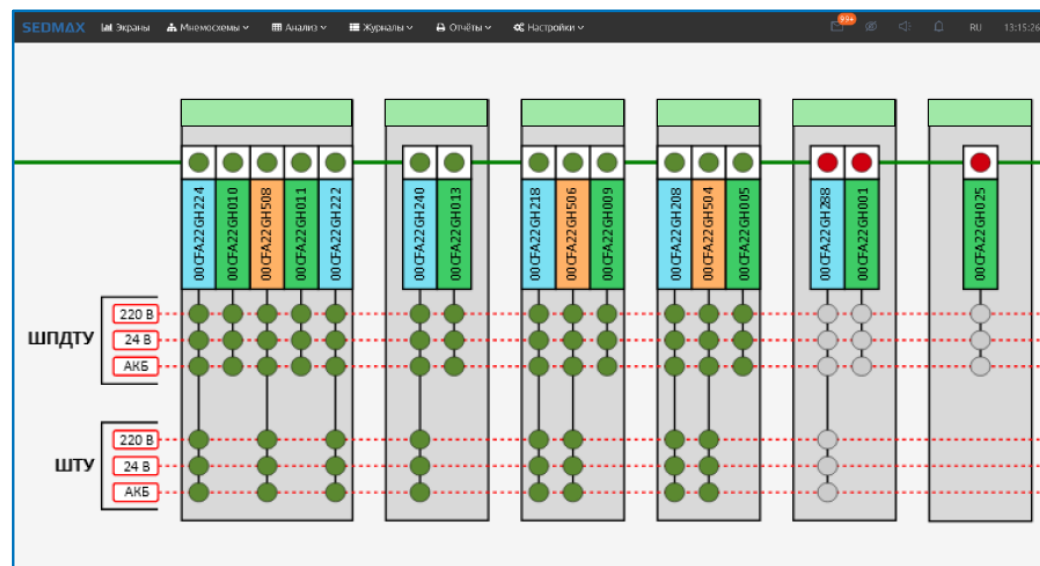 SEDMAX Экраны Мнемосхемы Анализ Журналы Отчёты Настройки 99+ RU 13:15:26
00CFA22GH224
00CFA22GH010
00CFA22GH508
00CFA22GH011
00CFA22GH222
00CFA22GH240
00CFA22GH013
00CFA22GH218
00CFA22GH506
00CFA22GH009
00CFA22GH208
00CFA22GH504
00CFA22GH005
00CFA22GH288
00CFA22GH001
00CFA22GH025
ШПДТУ
220 В
24 В
АКБ
ШТУ
220 В
24 В
АКБ